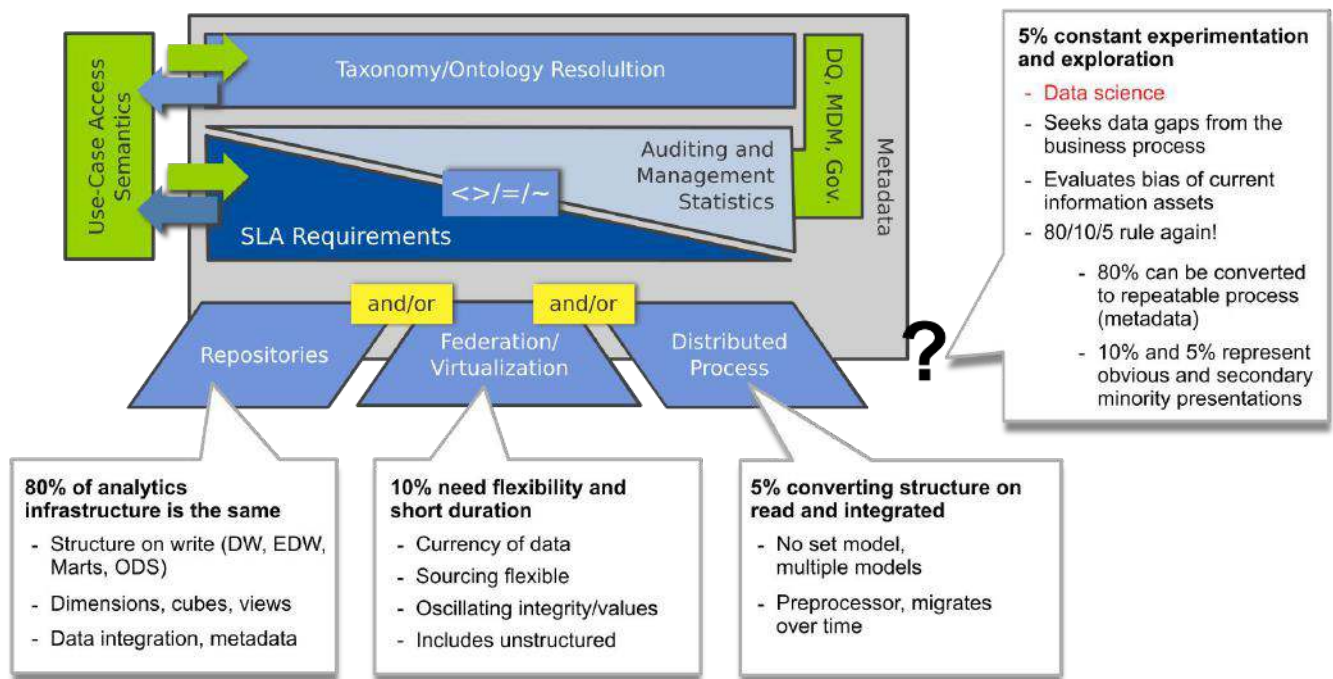 Use-Case Access
Semantics
Taxonomy/Ontology Resolultion
Auditing and
Management
Statistics
<>/=/~
SLA Requirements
DQ, MDM, Gov.
Metadata
and/or
and/or
Repositories
Federation/
Virtualization
Distributed
Process
?
5% constant experimentation
and exploration
- Data science
- Seeks data gaps from the
business process
- Evaluates bias of current
information assets
- 80/10/5 rule again!
- 80% can be converted
to repeatable process
(metadata)
- 10% and 5% represent
obvious and secondary
minority presentations
80% of analytics
infrastructure is the same
- Structure on write (DW, EDW,
Marts, ODS)
- Dimensions, cubes, views
- Data integration, metadata
10% need flexibility and
short duration
- Currency of data
- Sourcing flexible
- Oscillating integrity/values
- Includes unstructured
5% converting structure on
read and integrated
- No set model,
multiple models
- Preprocessor, migrates
over time